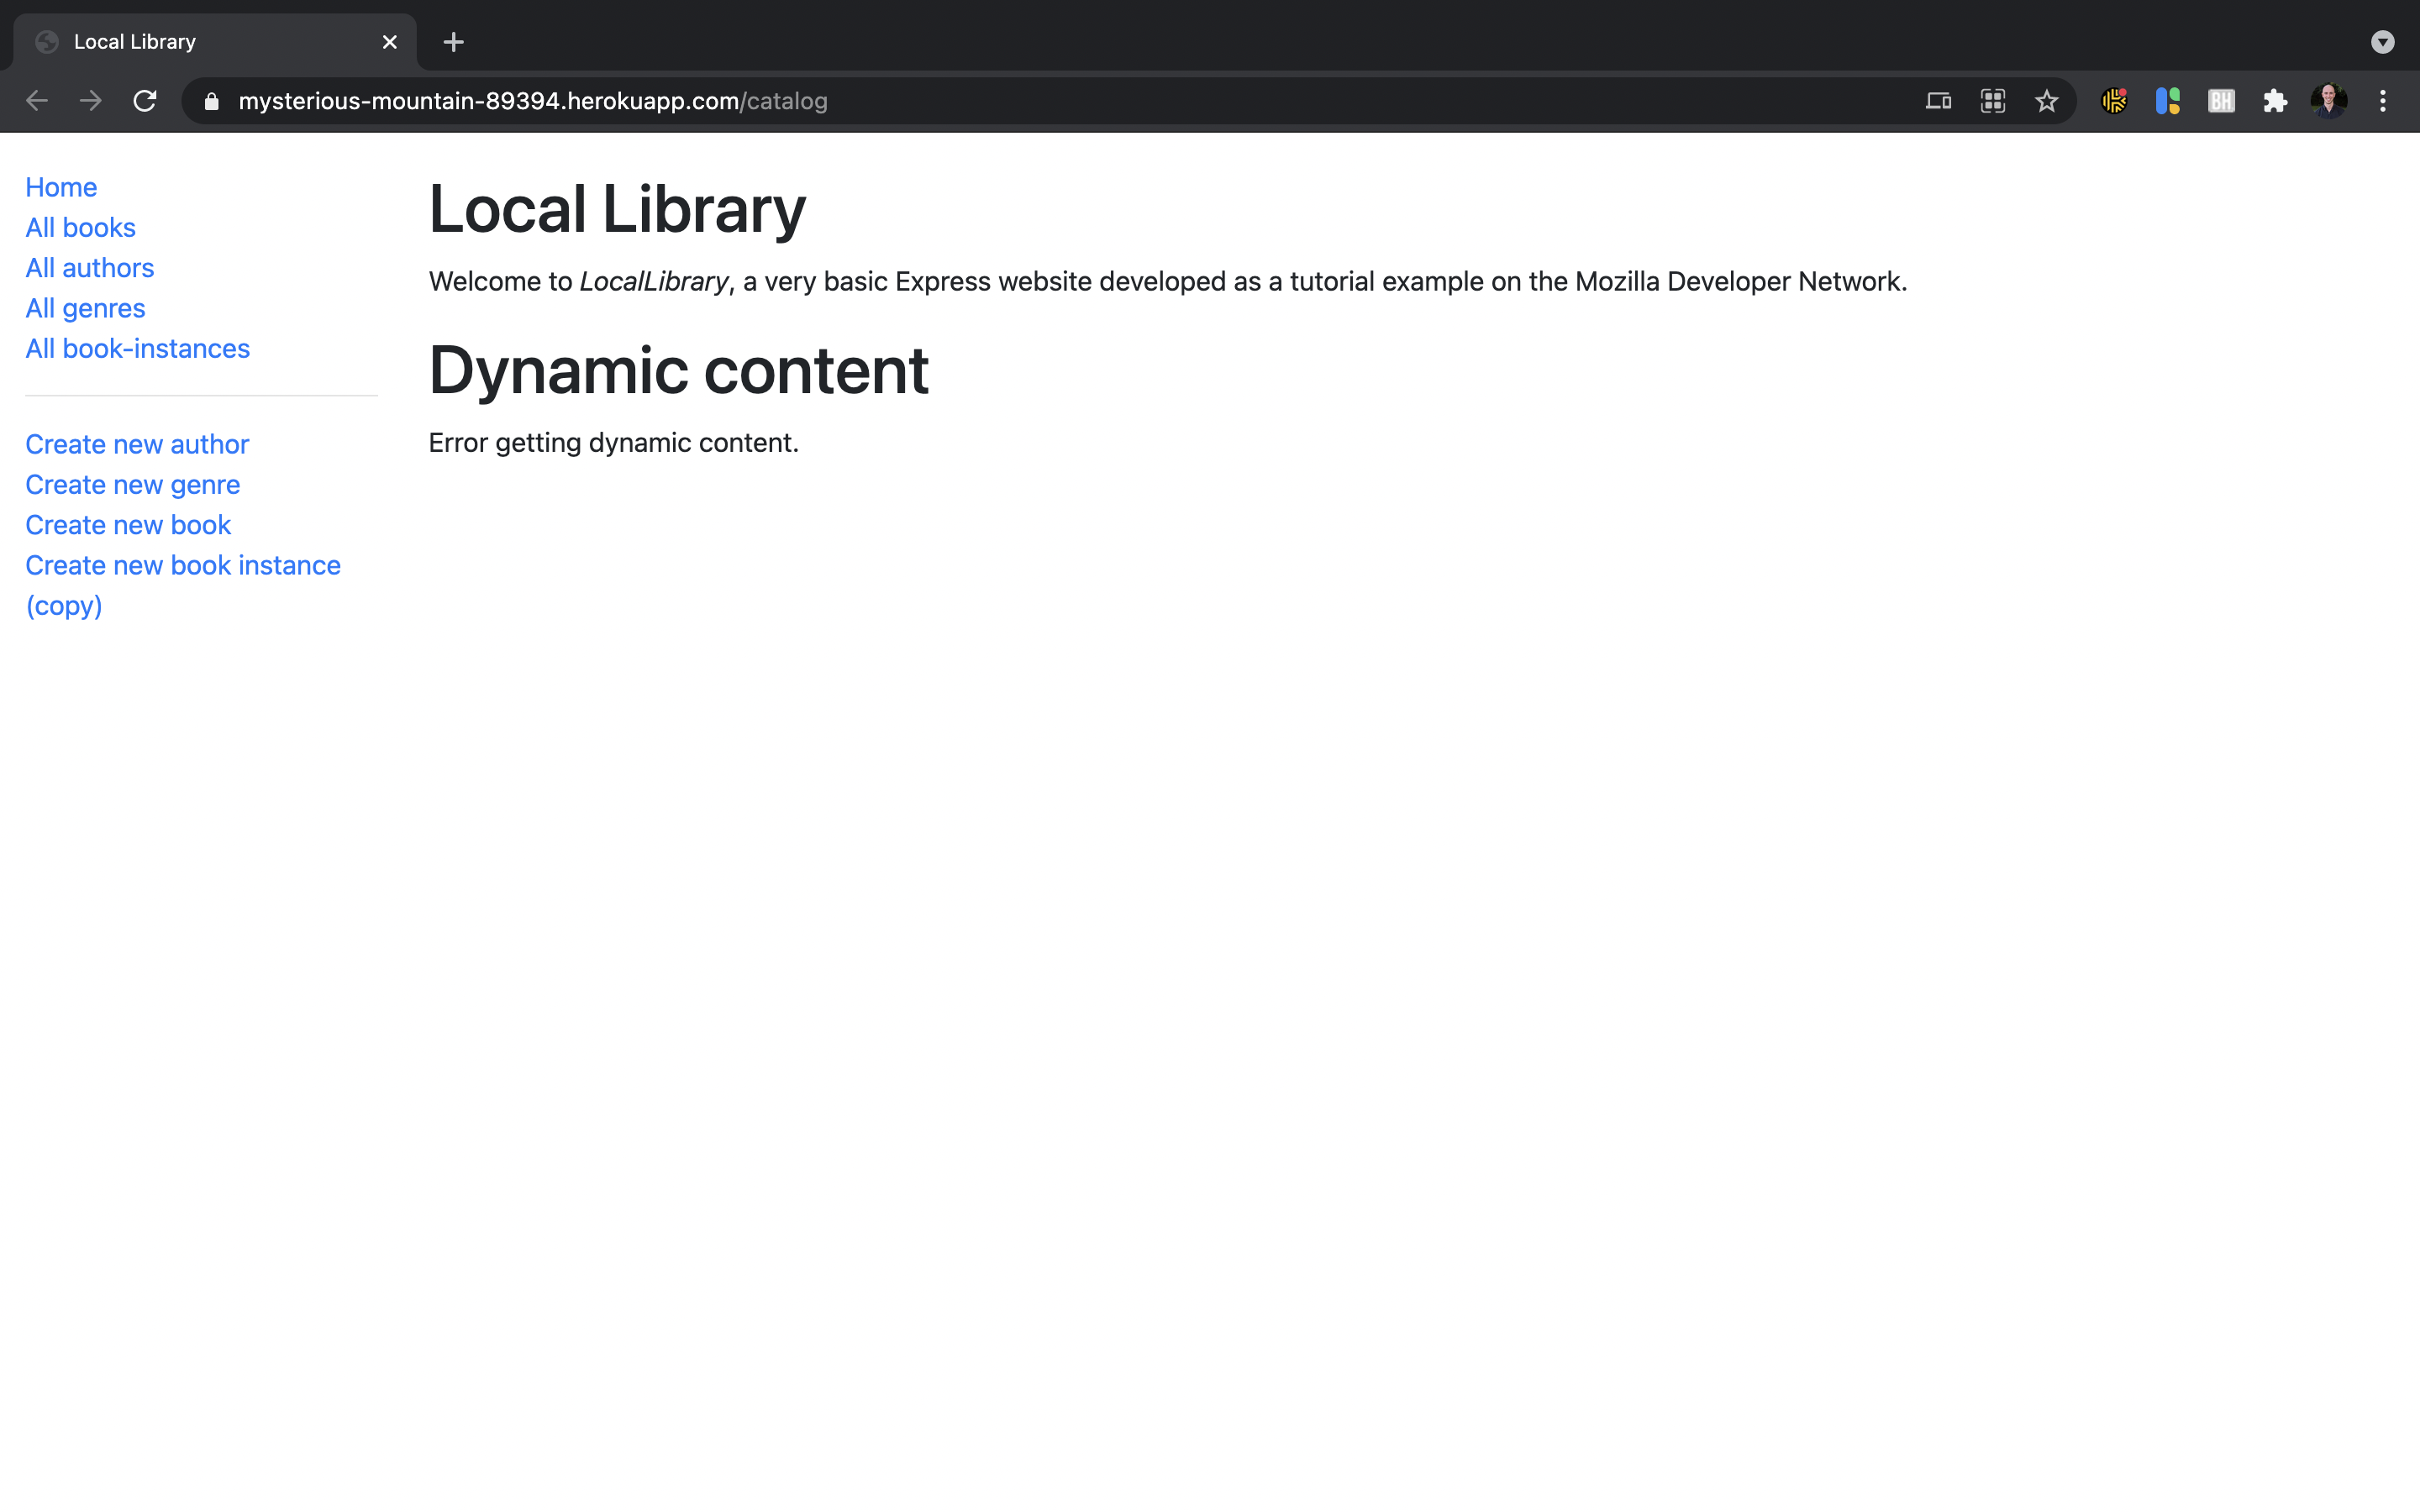 Local Library
mysterious-mountain-89394.herokuapp.com/catalog
BH
Home
All books
All authors
All genres
All book-instances
Create new author
Create new genre
Create new book
Create new book instance
(copy)
Local Library
Welcome to LocalLibrary, a very basic Express website developed as a tutorial example on the Mozilla Developer Network.
Dynamic content
Error getting dynamic content.